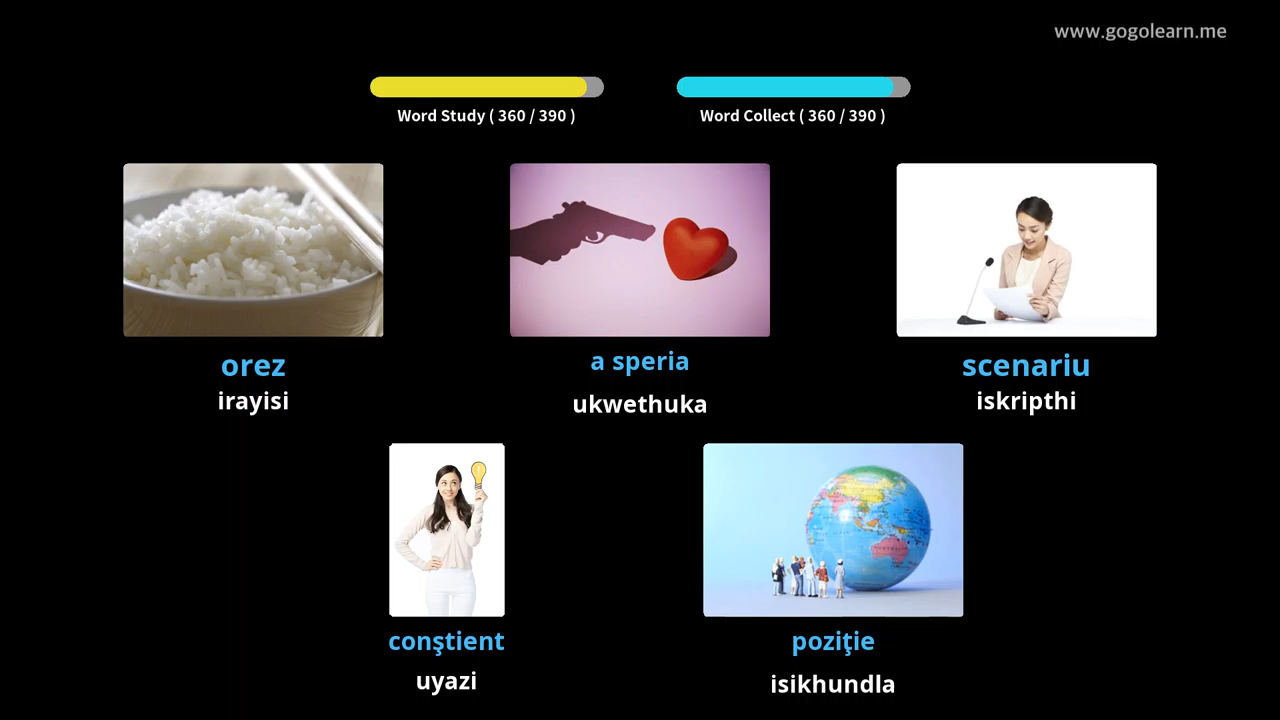 www.gogolearn.me
Word Study ( 360 / 390 )
Word Collect ( 360 / 390 )
orez
irayisi
a speria
ukwethuka
scenariu
iskripthi
conştient
uyazi
poziţie
isikhundla